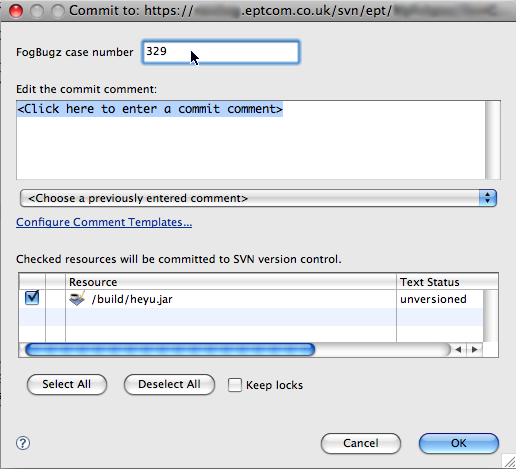 Commit to: https:// .eptcom.co.uk/svn/ept/
FogBugz case number 329
Edit the commit comment:
<Click here to enter a commit comment>
<Choose a previously entered comment>
Configure Comment Templates...
Checked resources will be committed to SVN version control.
Resource Text Status
/build/heyu.jar unversioned
Select All Deselect All Keep locks
? Cancel OK